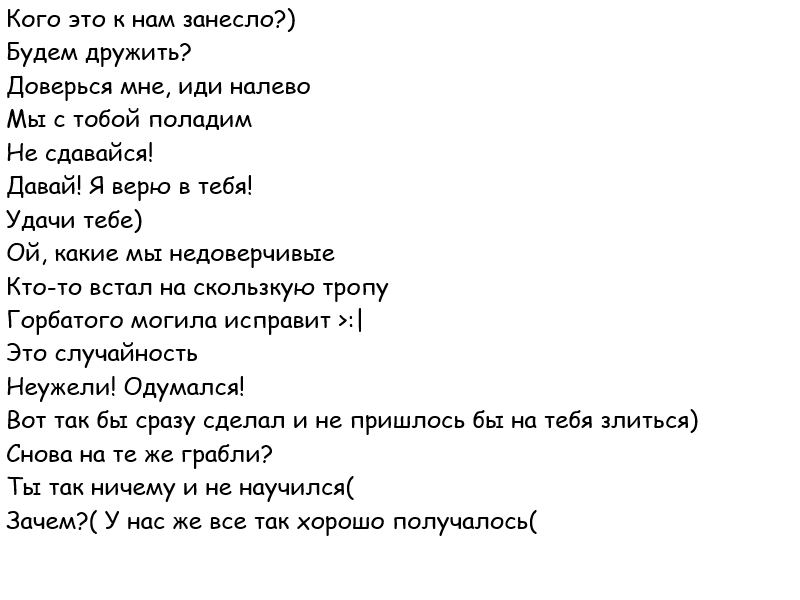 Кого это к нам занесло?)
Будем дружить?
Доверься мне, иди налево
Мы с тобой поладим
Не сдавайся!
Давай! Я верю в тебя!
Удачи тебе)
Ой, какие мы недоверчивые
Кто-то встал на скользкую тропу
Горбатого могила исправит >:|
Это случайность
Неужели! Одумался!
Вот так бы сразу сделал и не пришлось бы на тебя злиться)
Снова на те же грабли?
Ты так ничему и не научился(
Зачем?( У нас же все так хорошо получалось(